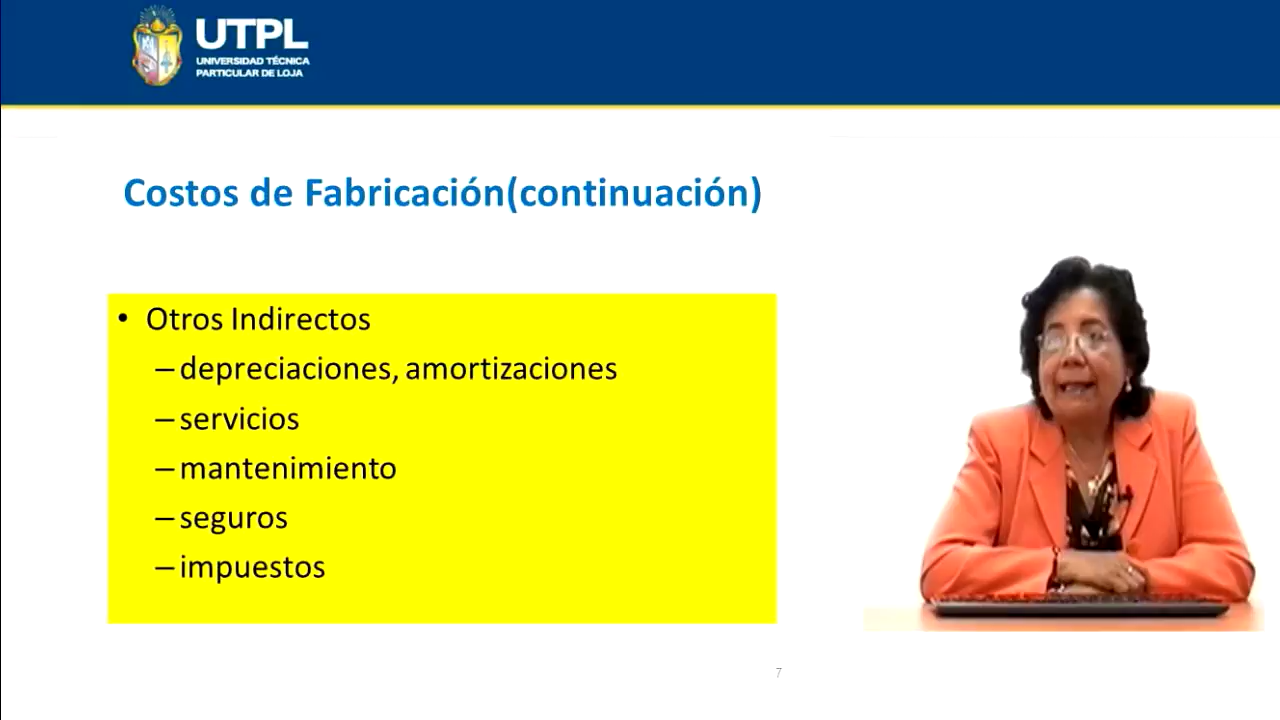 UTPL
UNIVERSIDAD TÉCNICA
PARTICULAR DE LOJA
Costos de Fabricación(continuación)
• Otros Indirectos
– depreciaciones, amortizaciones
– servicios
– mantenimiento
– seguros
– impuestos
7